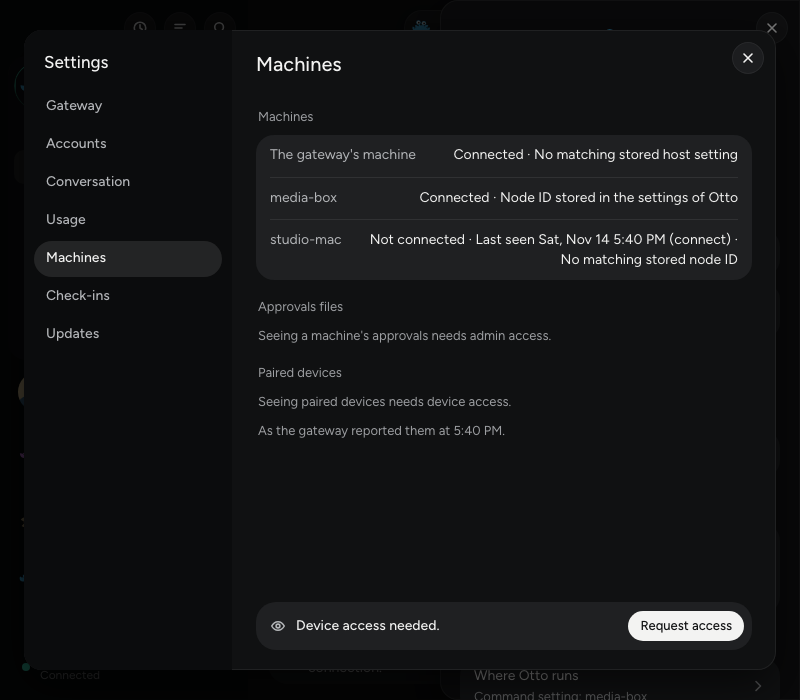 Settings
Gateway
Accounts
Conversation
Usage
Machines
Check-ins
Updates
Machines
Machines
The gateway's machine Connected · No matching stored host setting
media-box Connected · Node ID stored in the settings of Otto
studio-mac Not connected · Last seen Sat, Nov 14 5:40 PM (connect) ·
No matching stored node ID
Approvals files
Seeing a machine's approvals needs admin access.
Paired devices
Seeing paired devices needs device access.
As the gateway reported them at 5:40 PM.
Device access needed.
Request access
Connected
Where Otto runs
Command setting: media-box